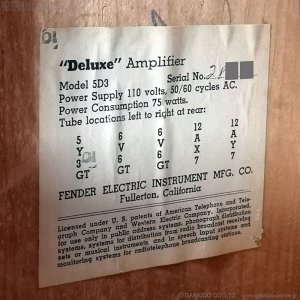 "Deluxe" Amplifier
Model 5D3 Serial No.
Power Supply 110 volts, 50/60 cycles AC.
Power Consumption 75 watts.
Tube locations left to right at rear:
5 6 6 12 12
Y V V A A
3 6 6 X Y
GT GT GT 7 7
FENDER ELECTRIC INSTRUMENT MFG. CO.
Fullerton, California
Licensed under U.S. patents of American Telephone and Tele-
graph Company and Western Electric Company, Incorporated,
for use only in public address systems, phonograph distribution
systems, systems for distribution from radio broadcast receiving
sets or musical instruments, and in speech input systems and
monitoring systems for radiotelephone broadcasting stations.